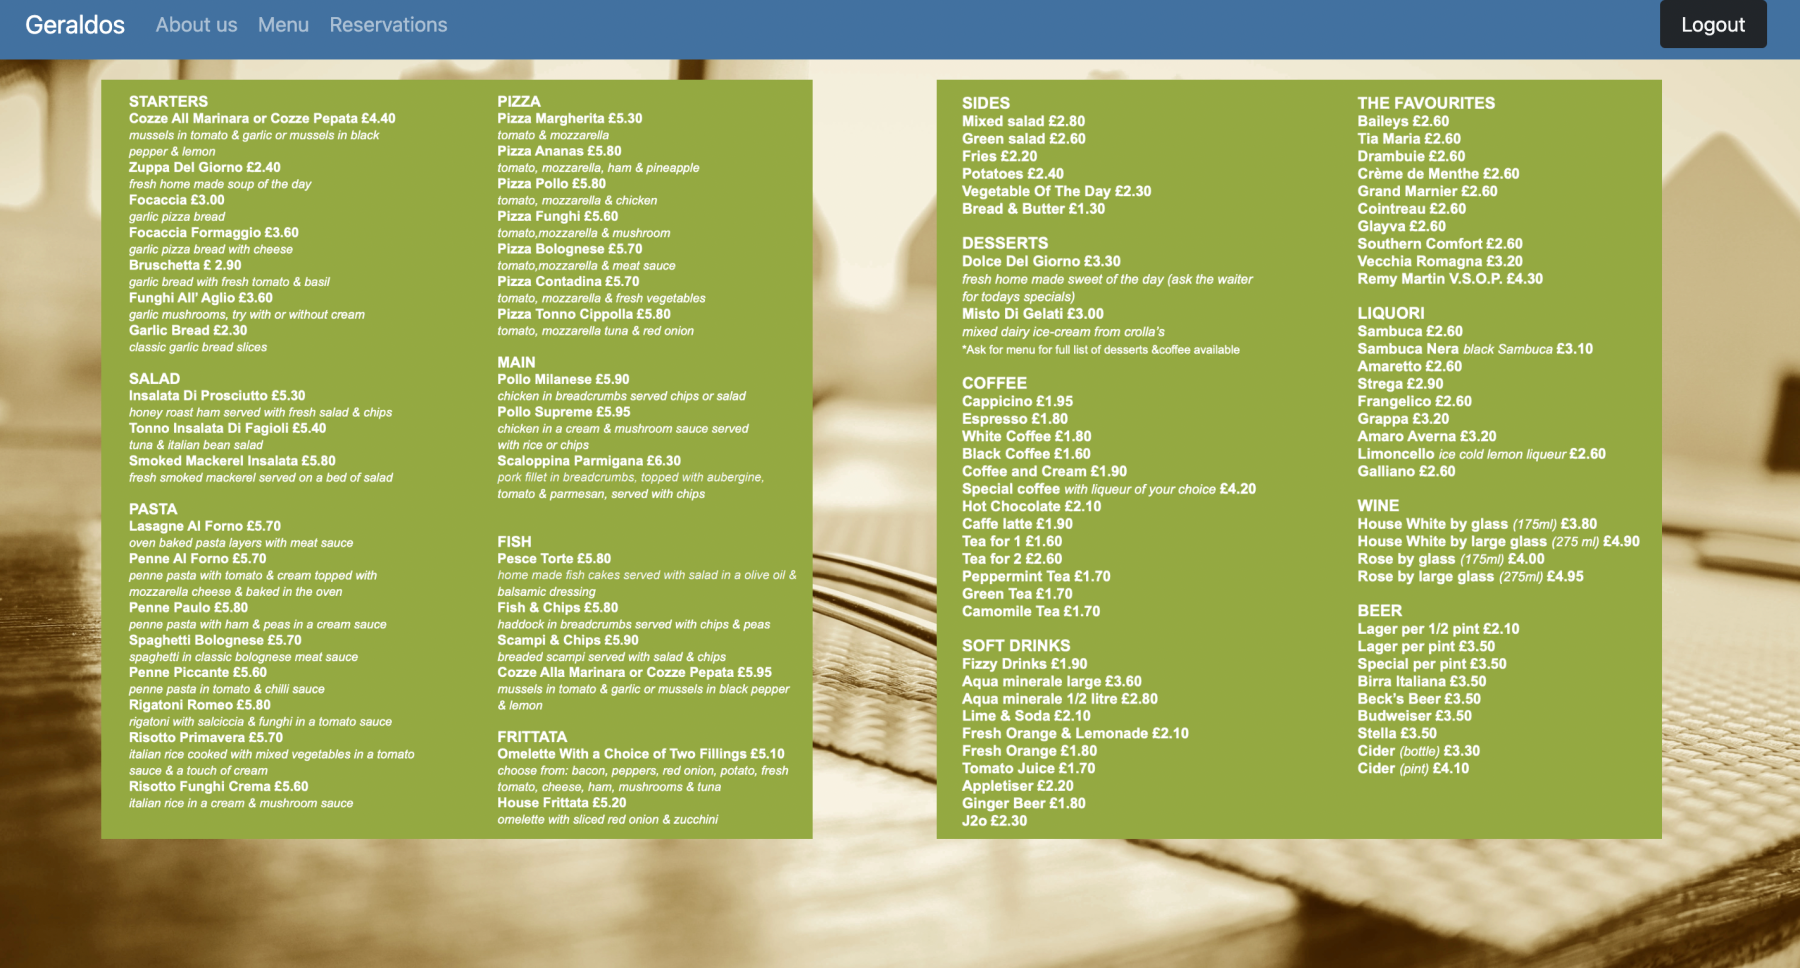 Geraldos About us Menu Reservations Logout
STARTERS
Cozze All Marinara or Cozze Pepata £4.40
mussels in tomato & garlic or mussels in black
pepper & lemon
Zuppa Del Giorno £2.40
fresh home made soup of the day
Focaccia £3.00
garlic pizza bread
Focaccia Formaggio £3.60
garlic pizza bread with cheese
Bruschetta £ 2.90
garlic bread with fresh tomato & basil
Funghi All' Aglio £3.60
garlic mushrooms, try with or without cream
Garlic Bread £2.30
classic garlic bread slices
SALAD
Insalata Di Prosciutto £5.30
honey roast ham served with fresh salad & chips
Tonno Insalata Di Fagioli £5.40
tuna & italian bean salad
Smoked Mackerel Insalata £5.80
fresh smoked mackerel served on a bed of salad
PASTA
Lasagne Al Forno £5.70
oven baked pasta layers with meat sauce
Penne Al Forno £5.70
penne pasta with tomato & cream topped with
mozzarella cheese & baked in the oven
Penne Paulo £5.80
penne pasta with ham & peas in a cream sauce
Spaghetti Bolognese £5.70
spaghetti in classic bolognese meat sauce
Penne Piccante £5.60
penne pasta in tomato & chilli sauce
Rigatoni Romeo £5.80
rigatoni with salciccia & funghi in a tomato sauce
Risotto Primavera £5.70
italian rice cooked with mixed vegetables in a tomato
sauce & a touch of cream
Risotto Funghi Crema £5.60
italian rice in a cream & mushroom sauce
PIZZA
Pizza Margherita £5.30
tomato & mozzarella
Pizza Ananas £5.80
tomato, mozzarella, ham & pineapple
Pizza Pollo £5.80
tomato, mozzarella & chicken
Pizza Funghi £5.60
tomato,mozzarella & mushroom
Pizza Bolognese £5.70
tomato,mozzarella & meat sauce
Pizza Contadina £5.70
tomato, mozzarella & fresh vegetables
Pizza Tonno Cippolla £5.80
tomato, mozzarella tuna & red onion
MAIN
Pollo Milanese £5.90
chicken in breadcrumbs served chips or salad
Pollo Supreme £5.95
chicken in a cream & mushroom sauce served
with rice or chips
Scaloppina Parmigana £6.30
pork fillet in breadcrumbs, topped with aubergine,
tomato & parmesan, served with chips
FISH
Pesce Torte £5.80
home made fish cakes served with salad in a olive oil &
balsamic dressing
Fish & Chips £5.80
haddock in breadcrumbs served with chips & peas
Scampi & Chips £5.90
breaded scampi served with salad & chips
Cozze Alla Marinara or Cozze Pepata £5.95
mussels in tomato & garlic or mussels in black pepper
& lemon
FRITTATA
Omelette With a Choice of Two Fillings £5.10
choose from: bacon, peppers, red onion, potato, fresh
tomato, cheese, ham, mushrooms & tuna
House Frittata £5.20
omelette with sliced red onion & zucchini
SIDES
Mixed salad £2.80
Green salad £2.60
Fries £2.20
Potatoes £2.40
Vegetable Of The Day £2.30
Bread & Butter £1.30
DESSERTS
Dolce Del Giorno £3.30
fresh home made sweet of the day (ask the waiter
for todays specials)
Misto Di Gelati £3.00
mixed dairy ice-cream from crolla's
*Ask for menu for full list of desserts &coffee available
COFFEE
Cappicino £1.95
Espresso £1.80
White Coffee £1.80
Black Coffee £1.60
Coffee and Cream £1.90
Special coffee with liqueur of your choice £4.20
Hot Chocolate £2.10
Caffe latte £1.90
Tea for 1 £1.60
Tea for 2 £2.60
Peppermint Tea £1.70
Green Tea £1.70
Camomile Tea £1.70
SOFT DRINKS
Fizzy Drinks £1.90
Aqua minerale large £3.60
Aqua minerale 1/2 litre £2.80
Lime & Soda £2.10
Fresh Orange & Lemonade £2.10
Fresh Orange £1.80
Tomato Juice £1.70
Appletiser £2.20
Ginger Beer £1.80
J2o £2.30
THE FAVOURITES
Baileys £2.60
Tia Maria £2.60
Drambuie £2.60
Crème de Menthe £2.60
Grand Marnier £2.60
Cointreau £2.60
Glayva £2.60
Southern Comfort £2.60
Vecchia Romagna £3.20
Remy Martin V.S.O.P. £4.30
LIQUORI
Sambuca £2.60
Sambuca Nera black Sambuca £3.10
Amaretto £2.60
Strega £2.90
Frangelico £2.60
Grappa £3.20
Amaro Averna £3.20
Limoncello ice cold lemon liqueur £2.60
Galliano £2.60
WINE
House White by glass (175ml) £3.80
House White by large glass (275 ml) £4.90
Rose by glass (175ml) £4.00
Rose by large glass (275ml) £4.95
BEER
Lager per 1/2 pint £2.10
Lager per pint £3.50
Special per pint £3.50
Birra Italiana £3.50
Beck's Beer £3.50
Budweiser £3.50
Stella £3.50
Cider (bottle) £3.30
Cider (pint) £4.10